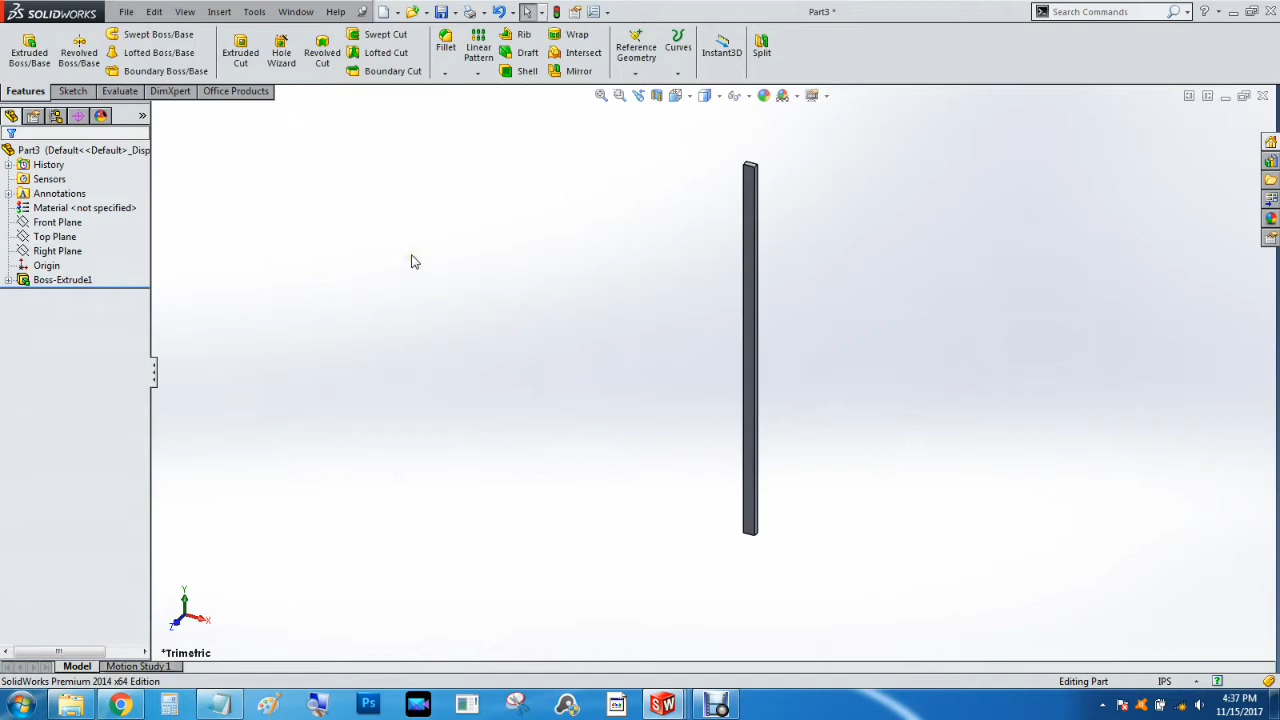 SOLIDWORKS File Edit View Insert Tools Window Help Part3 * Search Commands
Extruded Boss/Base
Revolved Boss/Base
Swept Boss/Base
Lofted Boss/Base
Boundary Boss/Base
Extruded Cut
Hole Wizard
Revolved Cut
Swept Cut
Lofted Cut
Boundary Cut
Fillet
Linear Pattern
Rib
Draft
Shell
Wrap
Intersect
Mirror
Reference Geometry
Curves
Instant3D
Split
Features Sketch Evaluate DimXpert Office Products
Part3 (Default<<Default>_Disp
History
Sensors
Annotations
Material <not specified>
Front Plane
Top Plane
Right Plane
Origin
Boss-Extrude1
Y
X
Z
*Trimetric
Model Motion Study 1
SolidWorks Premium 2014 x64 Edition Editing Part IPS
Ps
SW
4:37 PM
11/15/2017